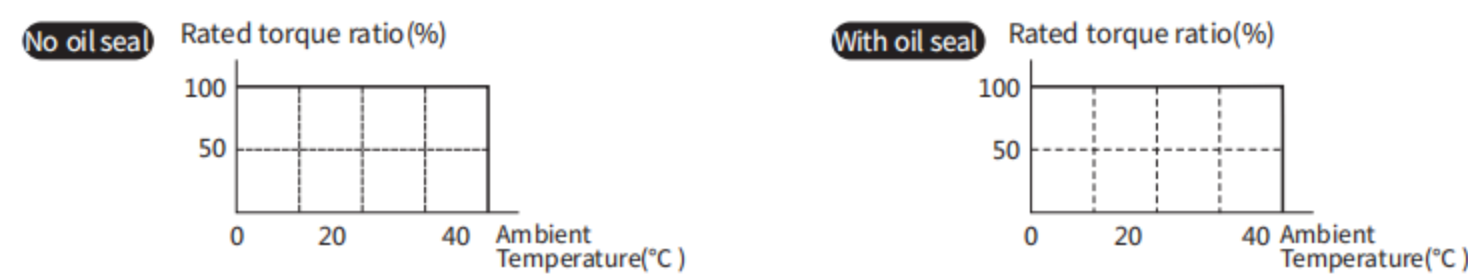 No oil seal
Rated torque ratio(%)
100
50
0 20 40 Ambient
Temperature(℃ )
With oil seal
Rated torque ratio(%)
100
50
0 20 40 Ambient
Temperature(℃ )